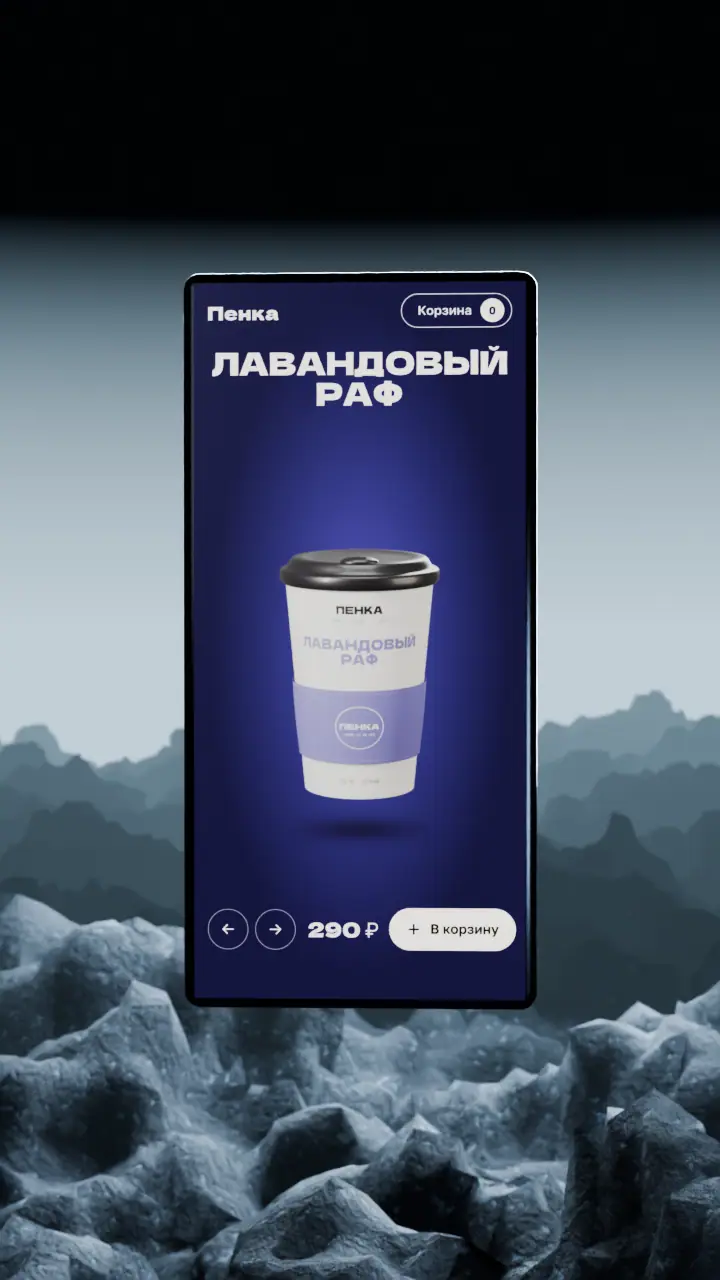 Пенка
Корзина 0
ЛАВАНДОВЫЙ
РАФ
ПЕНКА
ЛАВАНДОВЫЙ
РАФ
ПЕНКА
290 ₽
+ В корзину